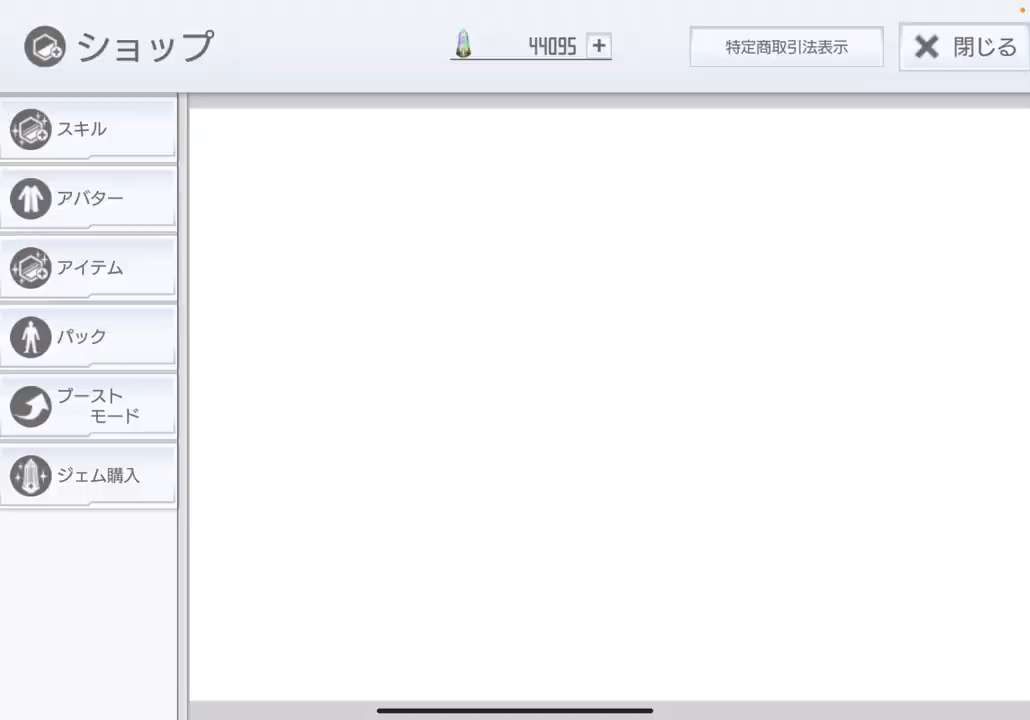 ショップ
44095
特定商取引法表示
閉じる
スキル
アバター
アイテム
パック
ブースト
モード
ジェム購入